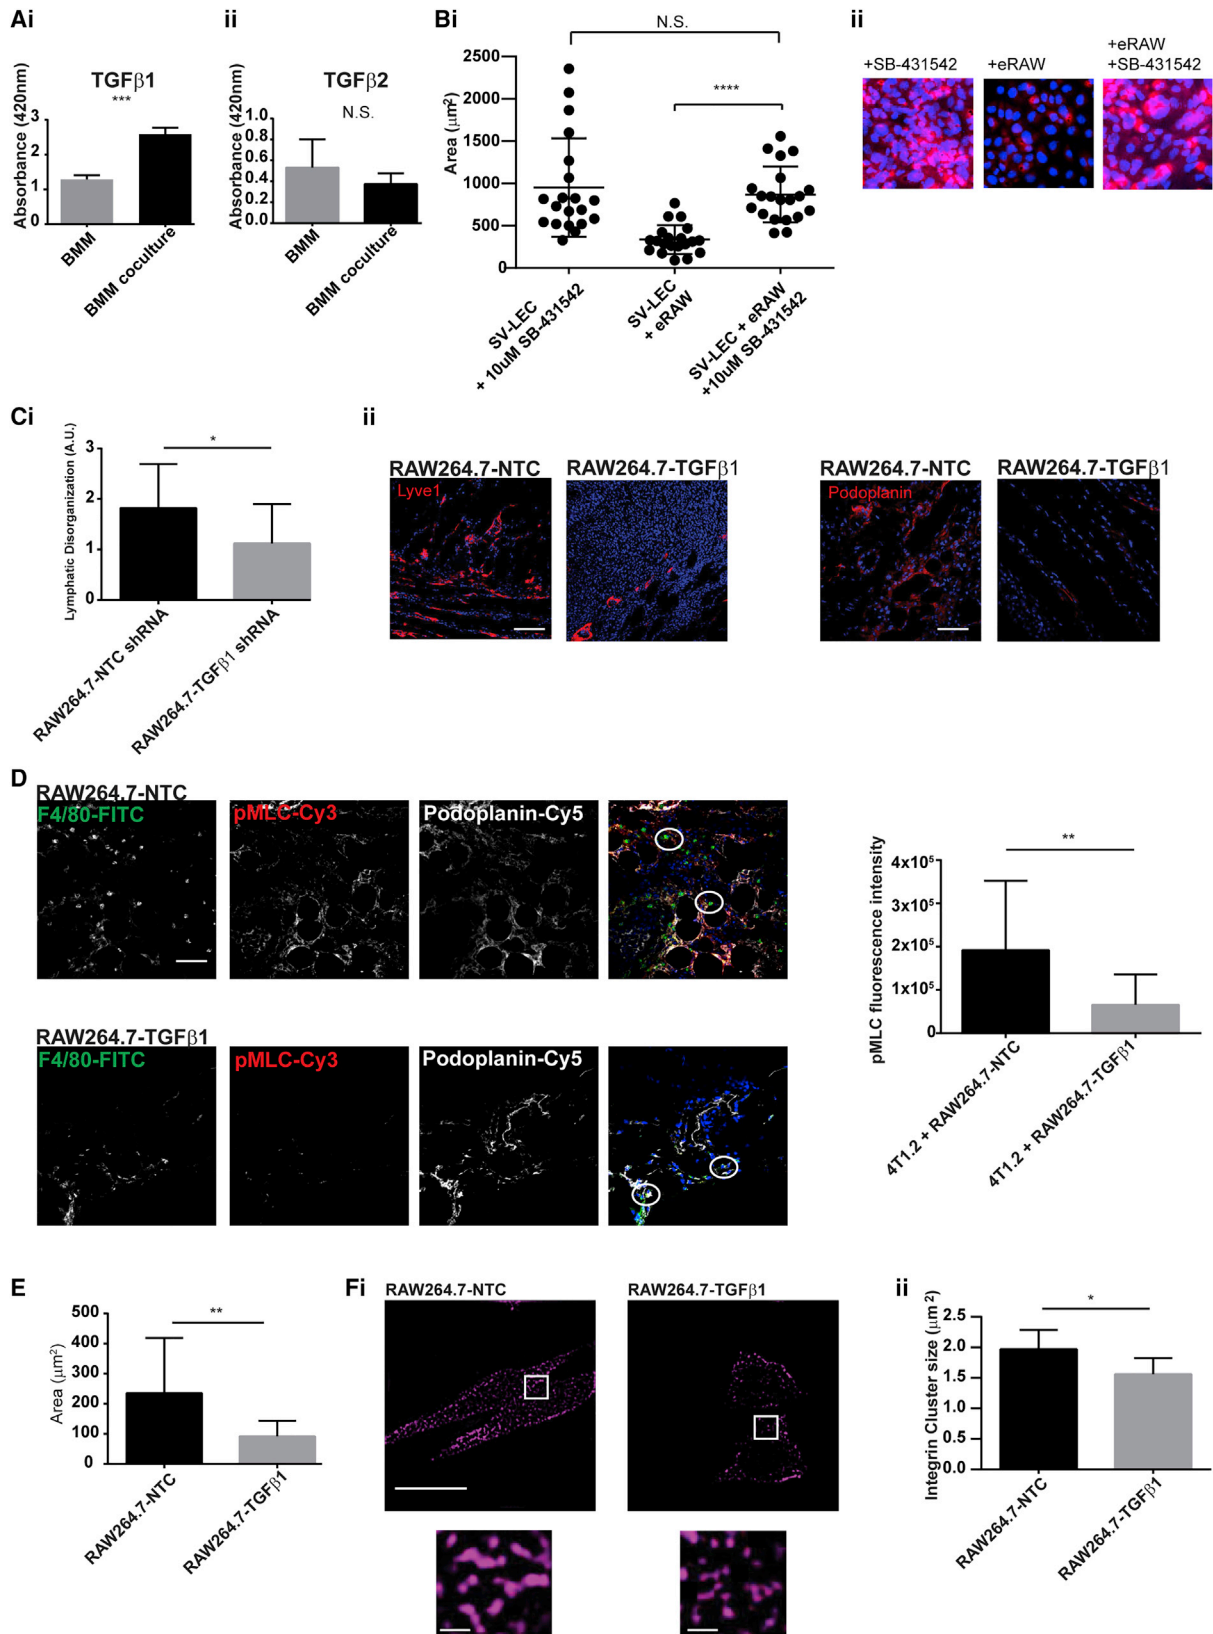 Ai
TGFβ1
***
Absorbance (420nm)
3
2
1
0
BMM
BMM coculture
ii
TGFβ2
N.S.
Absorbance (420nm)
1.0
0.8
0.6
0.4
0.2
0.0
BMM
BMM coculture
Bi
N.S.
****
Area (μm²)
2500
2000
1500
1000
500
0
SV-LEC
+ 10uM SB-431542
SV-LEC
+ eRAW
SV-LEC + eRAW
+10uM SB-431542
ii
+SB-431542
+eRAW
+eRAW
+SB-431542
Ci
Lymphatic Disorganization (A.U.)
3
2
1
0
*
RAW264.7-NTC shRNA
RAW264.7-TGFβ1 shRNA
ii
RAW264.7-NTC
Lyve1
RAW264.7-TGFβ1
RAW264.7-NTC
Podoplanin
RAW264.7-TGFβ1
D
RAW264.7-NTC
F4/80-FITC
pMLC-Cy3
Podoplanin-Cy5
RAW264.7-TGFβ1
F4/80-FITC
pMLC-Cy3
Podoplanin-Cy5
pMLC fluorescence intensity
**
4x10⁵
3x10⁵
2x10⁵
1x10⁵
0
4T1.2 + RAW264.7-NTC
4T1.2 + RAW264.7-TGFβ1
E
Area (μm²)
**
500
400
300
200
100
0
RAW264.7-NTC
RAW264.7-TGFβ1
Fi
RAW264.7-NTC
RAW264.7-TGFβ1
ii
Integrin Cluster size (μm²)
*
2.5
2.0
1.5
1.0
0.5
0.0
RAW264.7-NTC
RAW264.7-TGFβ1